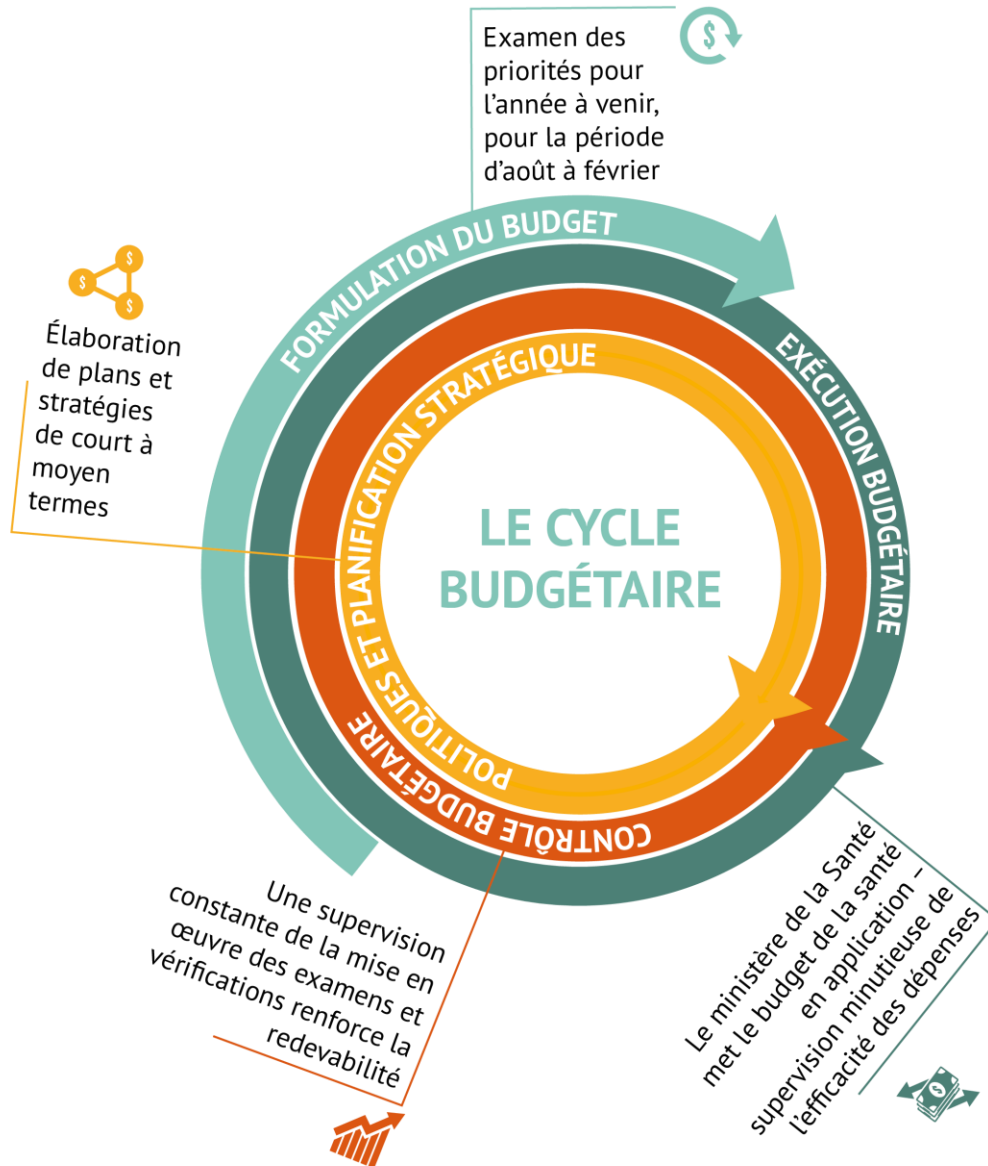 Examen des
priorités pour
l'année à venir,
pour la période
d'août à février
FORMULATION DU BUDGET
Élaboration
de plans et
stratégies
de court à
moyen
termes
EXÉCUTION BUDGÉTAIRE
POLITIQUES ET PLANIFICATION STRATÉGIQUE
LE CYCLE
BUDGÉTAIRE
CONTRÔLE BUDGÉTAIRE
Une supervision
constante de la mise en
œuvre des examens et
vérifications renforce la
redevabilité
Le ministère de la Santé
met le budget de la santé
en application –
supervision minutieuse de
l'efficacité des dépenses